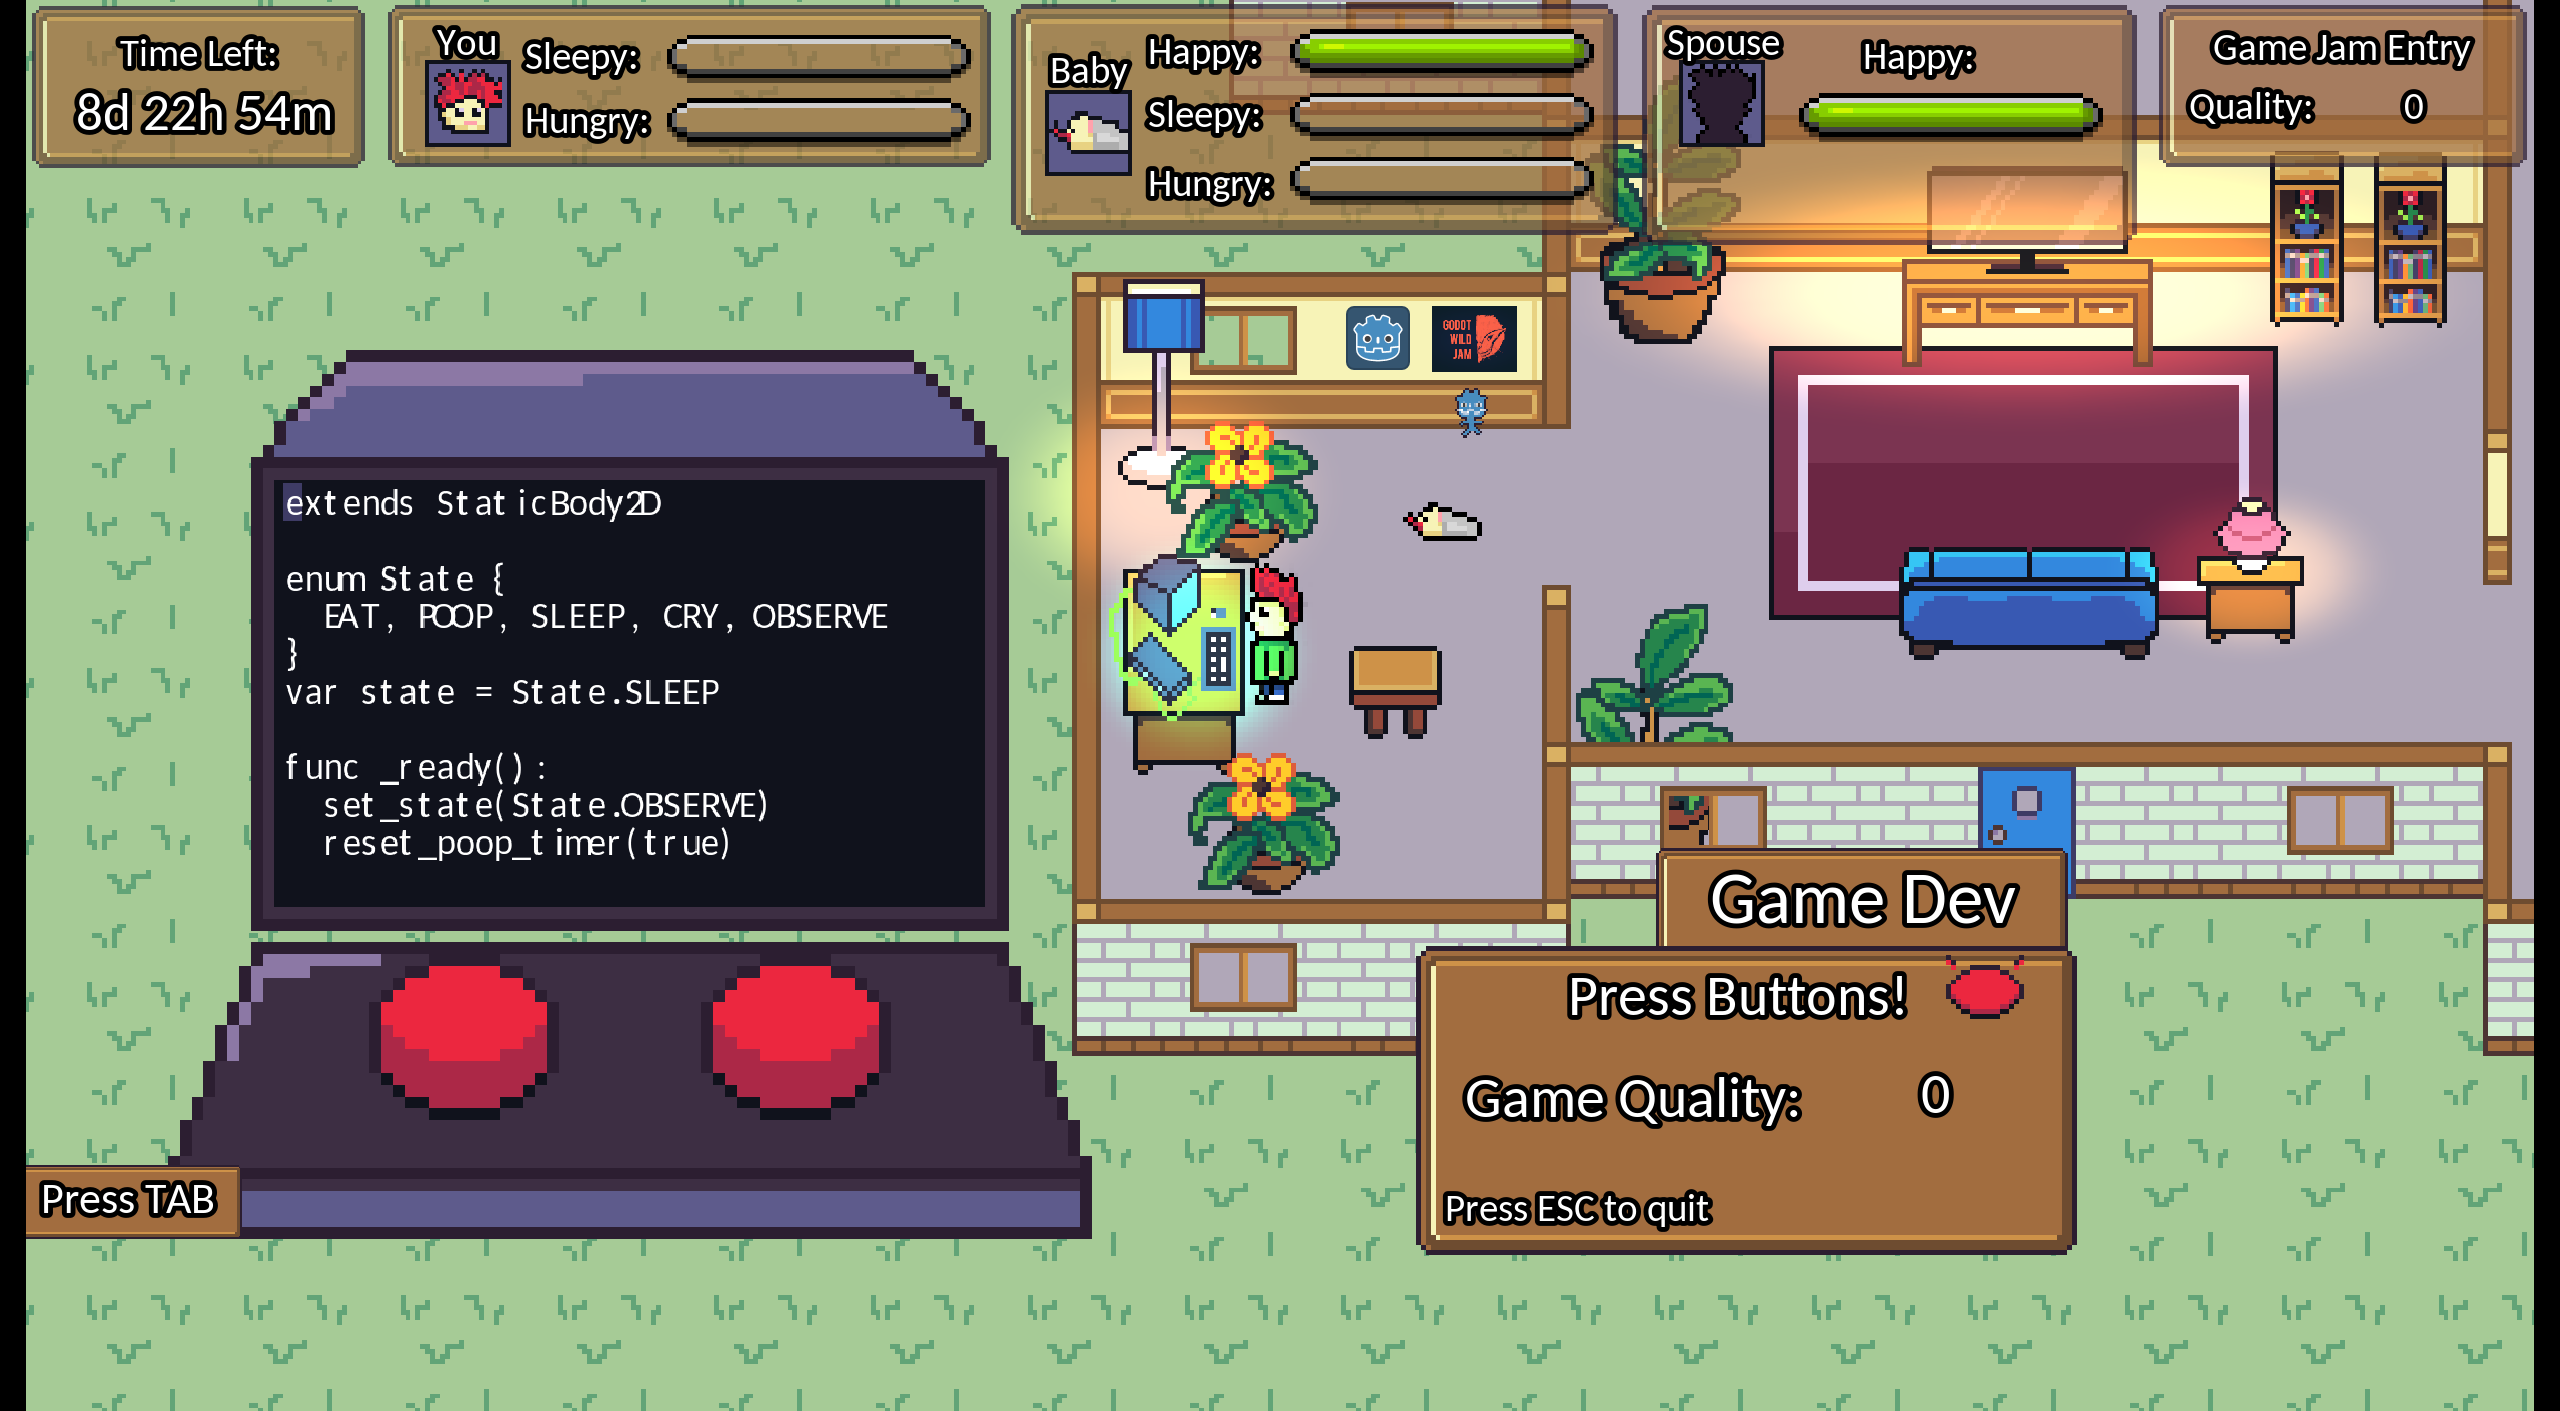 Time Left:
8d 22h 54m
You
Sleepy:
Hungry:
Baby
Happy:
Sleepy:
Hungry:
Spouse
Happy:
Game Jam Entry
Quality: 0
GODOT
WILD
JAM
extends StaticBody2D
enum State {
EAT, POOP, SLEEP, CRY, OBSERVE
}
var state = State.SLEEP
func _ready():
set_state(State.OBSERVE)
reset_poop_timer(true)
Game Dev
Press Buttons!
Game Quality: 0
Press ESC to quit
Press TAB